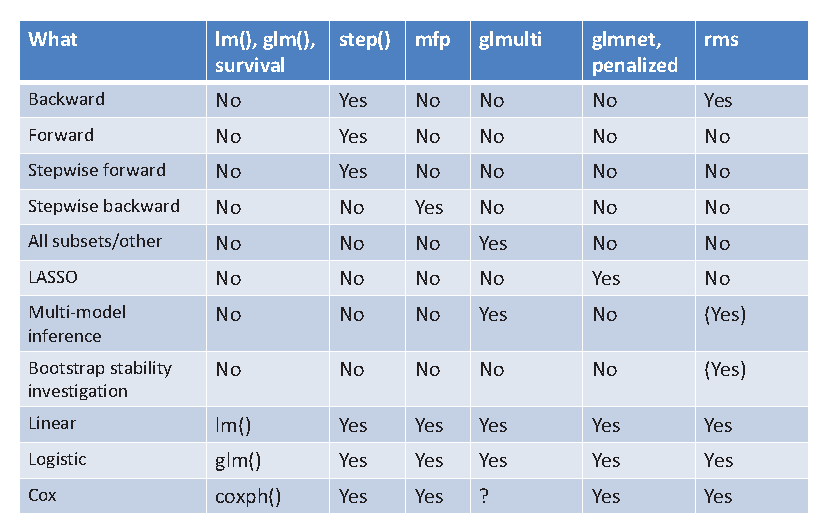 What lm(), glm(), survival step() mfp glmulti glmnet, penalized rms
Backward No Yes No No No Yes
Forward No Yes No No No No
Stepwise forward No Yes No No No No
Stepwise backward No No Yes No No No
All subsets/other No No No Yes No No
LASSO No No No No Yes No
Multi-model inference No No No Yes No (Yes)
Bootstrap stability investigation No No No No No (Yes)
Linear lm() Yes Yes Yes Yes Yes
Logistic glm() Yes Yes Yes Yes Yes
Cox coxph() Yes Yes ? Yes Yes